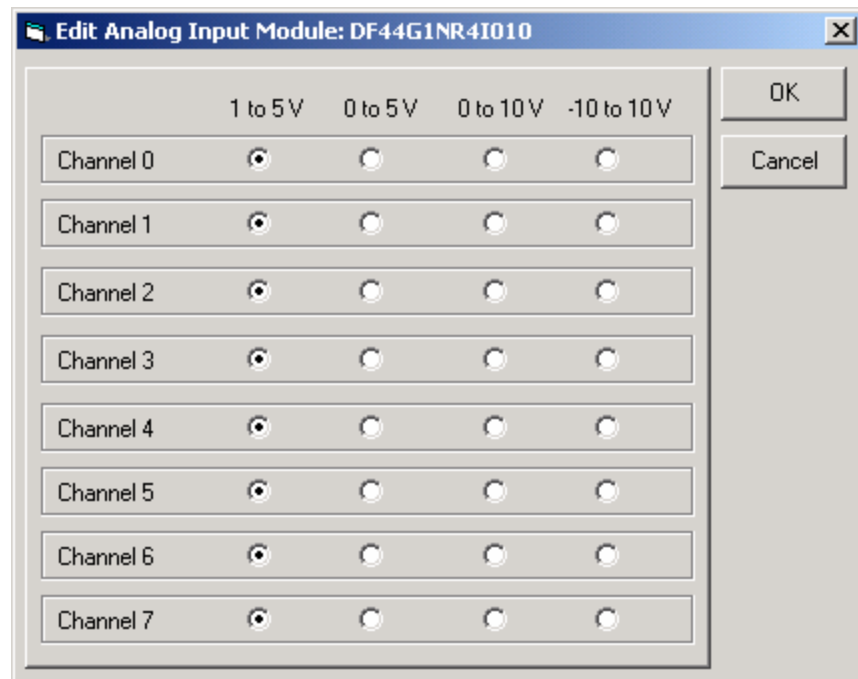 Edit Analog Input Module: DF44G1NR4I010
1 to 5 V 0 to 5 V 0 to 10 V -10 to 10 V
OK
Channel 0
Cancel
Channel 1
Channel 2
Channel 3
Channel 4
Channel 5
Channel 6
Channel 7